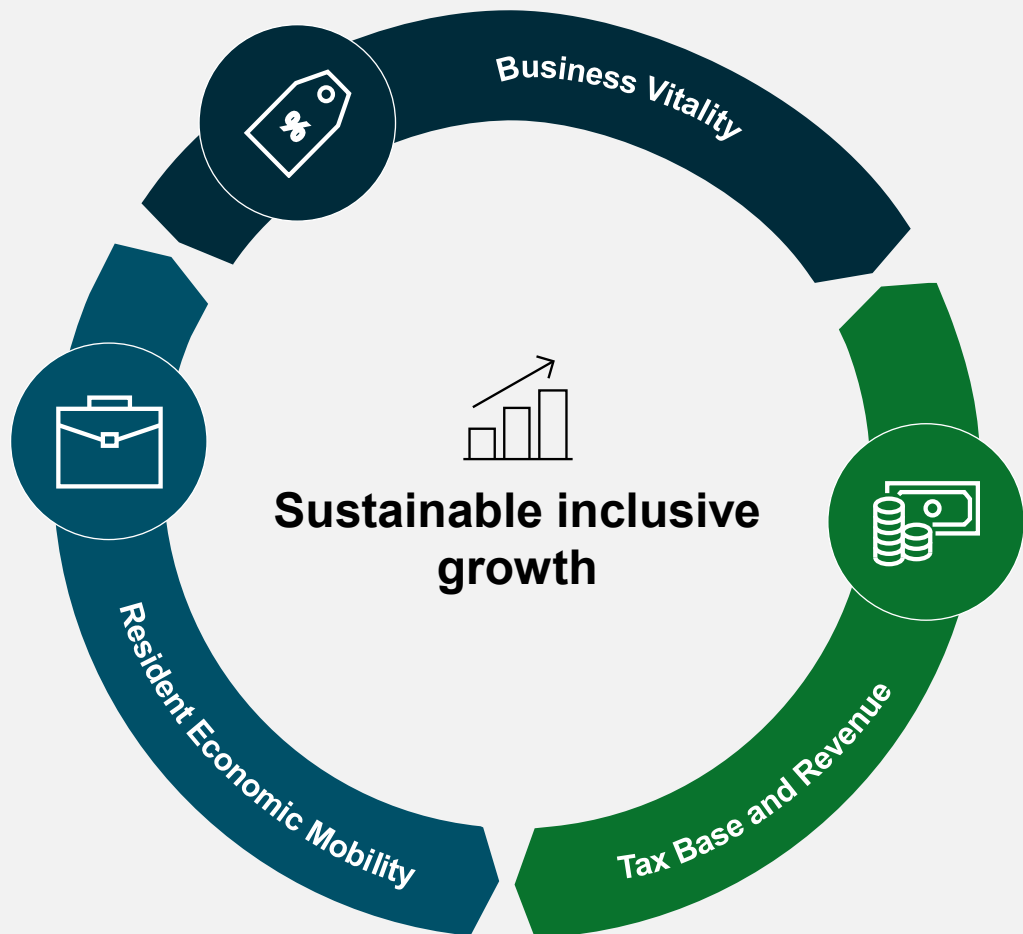 Business Vitality
%
Sustainable inclusive
growth
Resident Economic Mobility
Tax Base and Revenue